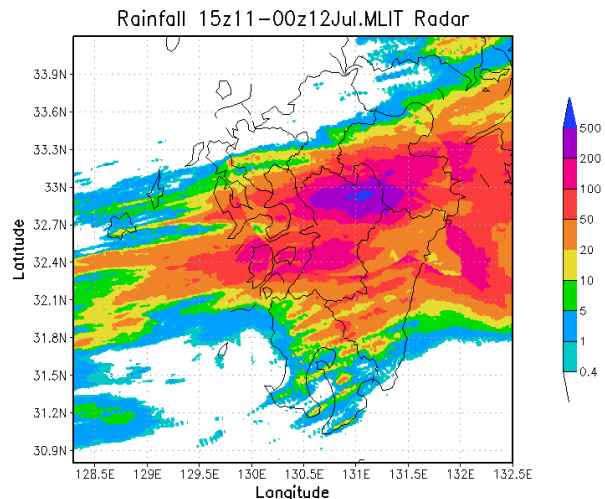 Rainfall 15z11-00z12Jul.MLIT Radar
33.9N
33.6N
33.3N
33N
32.7N
32.4N
32.1N
31.8N
31.5N
31.2N
30.9N
Latitude
128.5E 129E 129.5E 130E 130.5E 131E 131.5E 132E 132.5E
Longitude
500
200
100
50
20
10
5
1
0.4